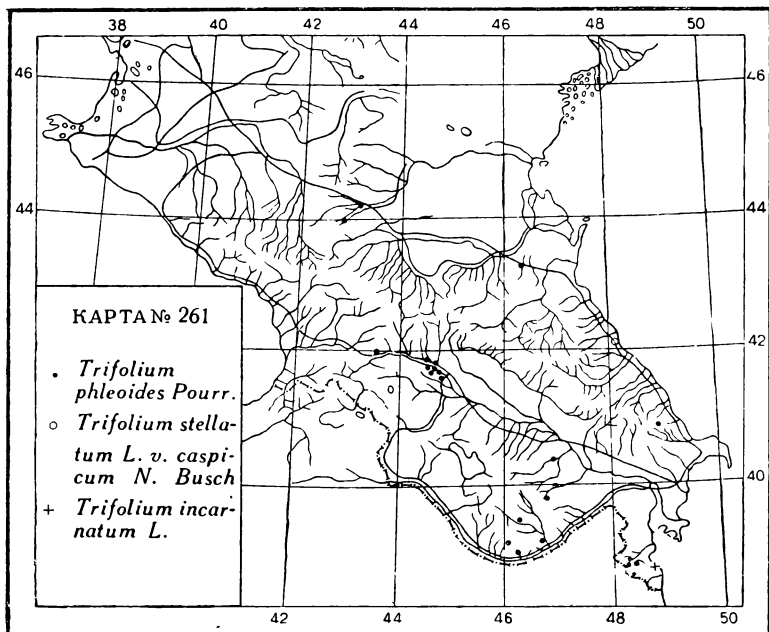 38 40 42 44 46 48 50
46 46
44 44
42 42
40 40
КАРТА № 261
• Trifolium
phleoides Pourr.
○ Trifolium stella-
tum L. v. caspi-
cum N. Busch
+ Trifolium incar-
natum L.
42 44 46 48 50